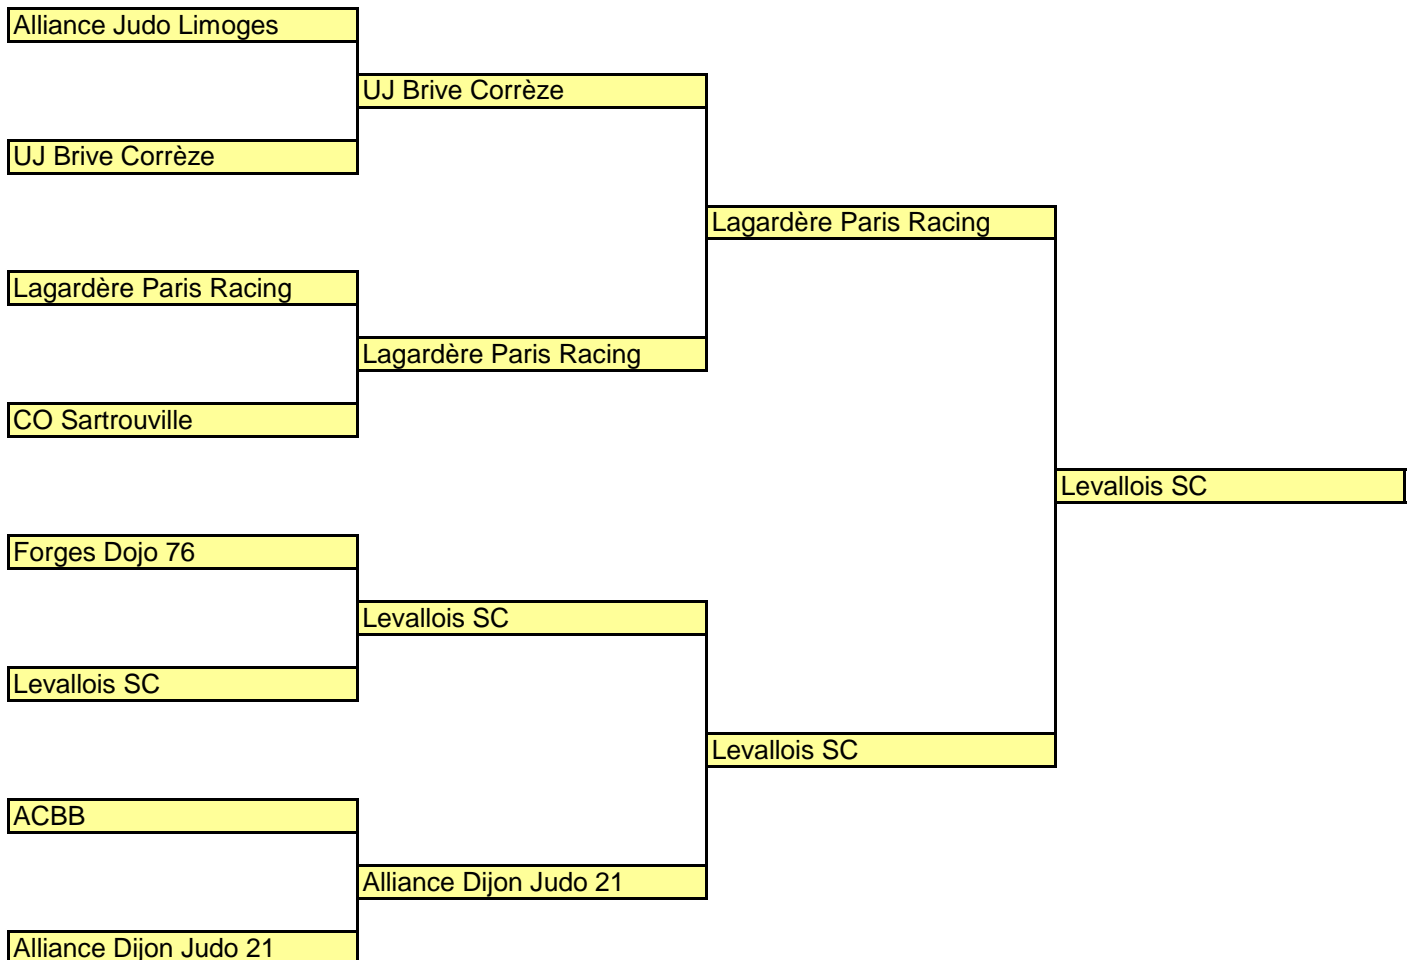 Alliance Judo Limoges
UJ Brive Corrèze
UJ Brive Corrèze
Lagardère Paris Racing
Lagardère Paris Racing
Lagardère Paris Racing
CO Sartrouville
Levallois SC
Forges Dojo 76
Levallois SC
Levallois SC
Levallois SC
ACBB
Alliance Dijon Judo 21
Alliance Dijon Judo 21